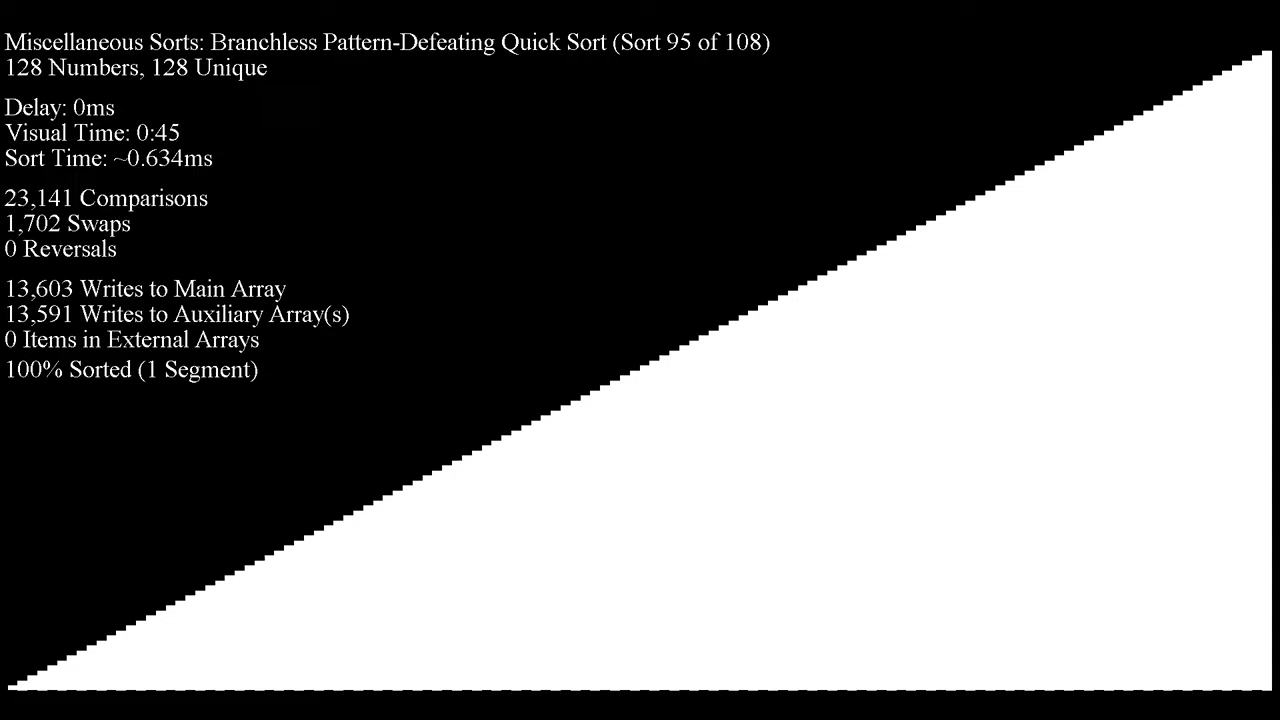 Miscellaneous Sorts: Branchless Pattern-Defeating Quick Sort (Sort 95 of 108)
128 Numbers, 128 Unique
Delay: 0ms
Visual Time: 0:45
Sort Time: ~0.634ms
23,141 Comparisons
1,702 Swaps
0 Reversals
13,603 Writes to Main Array
13,591 Writes to Auxiliary Array(s)
0 Items in External Arrays
100% Sorted (1 Segment)